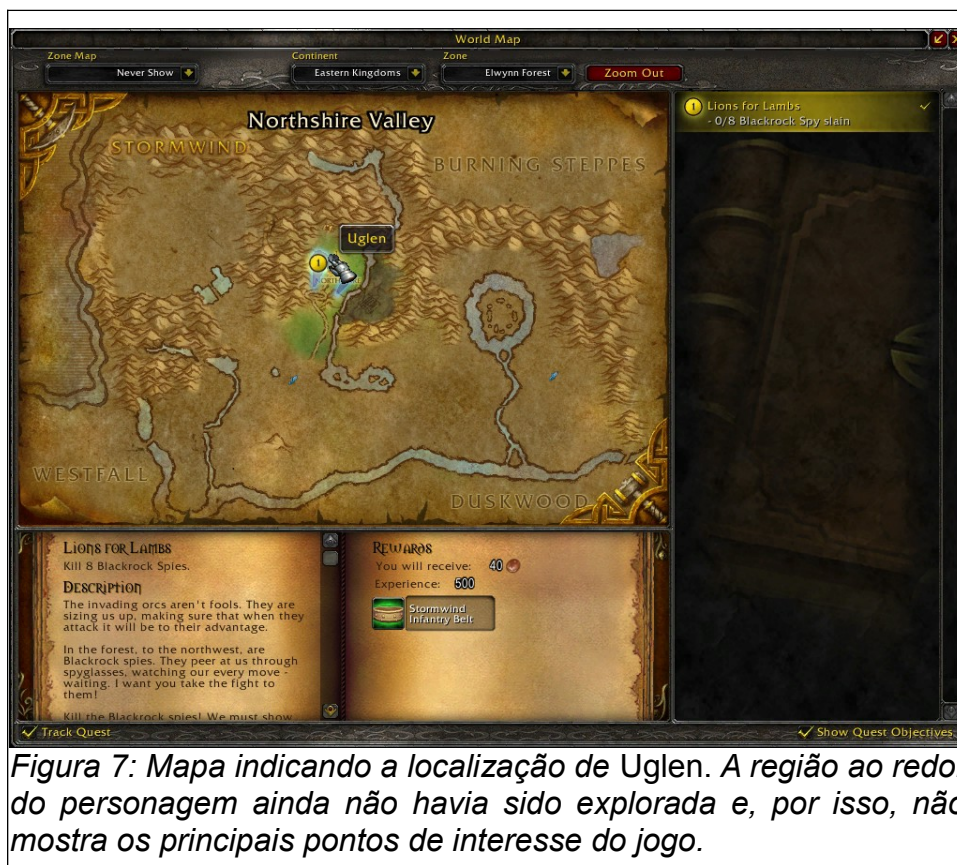 World Map
Zone Map
Continent
Zone
Never Show
Eastern Kingdoms
Elwynn Forest
Zoom Out
Northshire Valley
STORMWIND
BURNING STEPPES
Uglen
1
WESTFALL
DUSKWOOD
1 Lions for Lambs
- 0/8 Blackrock Spy slain
LIONS FOR LAMBS
Kill 8 Blackrock Spies.
DESCRIPTION
The invading orcs aren't fools. They are
sizing us up, making sure that when they
attack it will be to their advantage.
In the forest, to the northwest, are
Blackrock spies. They peer at us through
spyglasses, watching our every move -
waiting. I want you take the fight to
them!
Kill the Blackrock spies! We must show
REWARDS
You will receive: 40
Experience: 500
Stormwind
Infantry Belt
Track Quest
Show Quest Objectives
Figura 7: Mapa indicando a localização de Uglen. A região ao redo
do personagem ainda não havia sido explorada e, por isso, não
mostra os principais pontos de interesse do jogo.